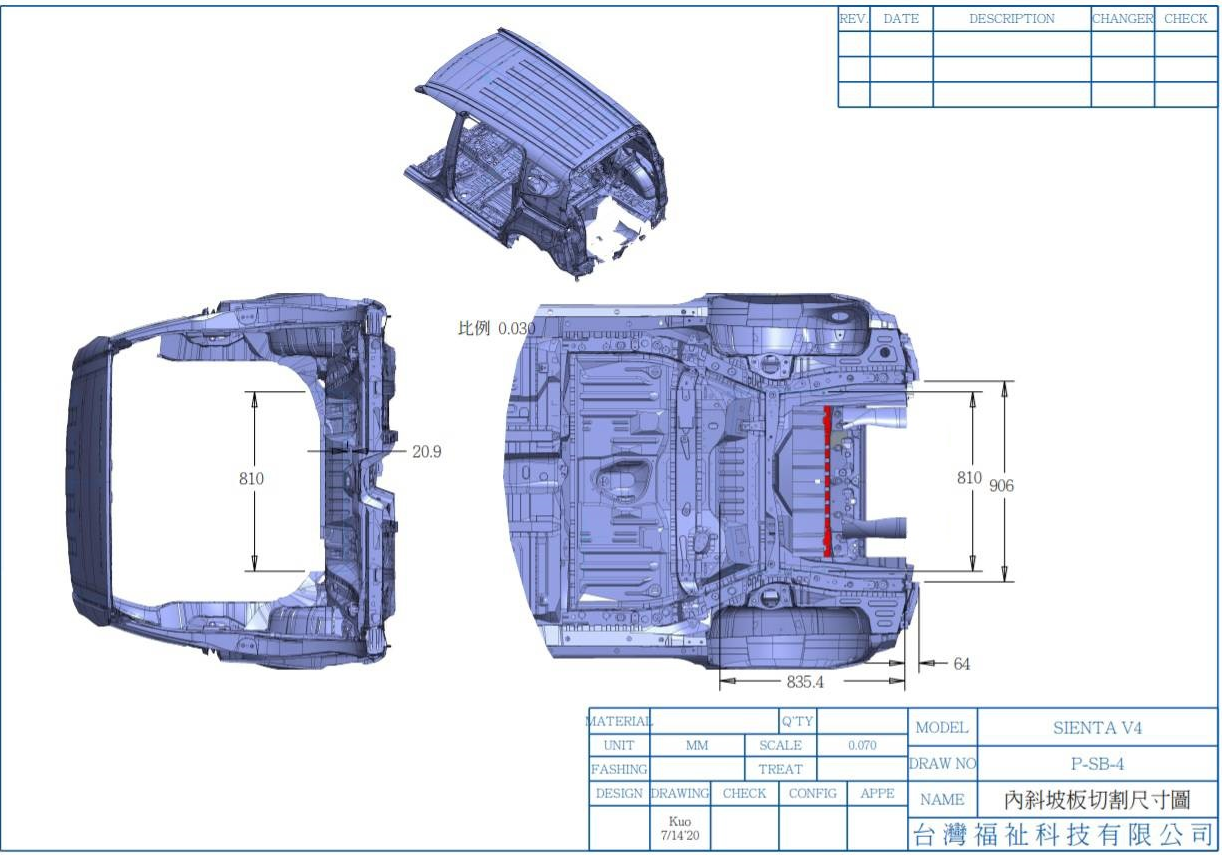 REV. DATE DESCRIPTION CHANGER CHECK
比例 0.030
20.9
810
810
906
64
835.4
MATERIAL Q'TY
UNIT MM SCALE 0.070
FASHING TREAT
DESIGN DRAWING CHECK CONFIG APPE
Kuo
7/14'20
MODEL SIENTA V4
DRAW NO P-SB-4
NAME 內斜坡板切割尺寸圖
台灣福祉科技有限公司